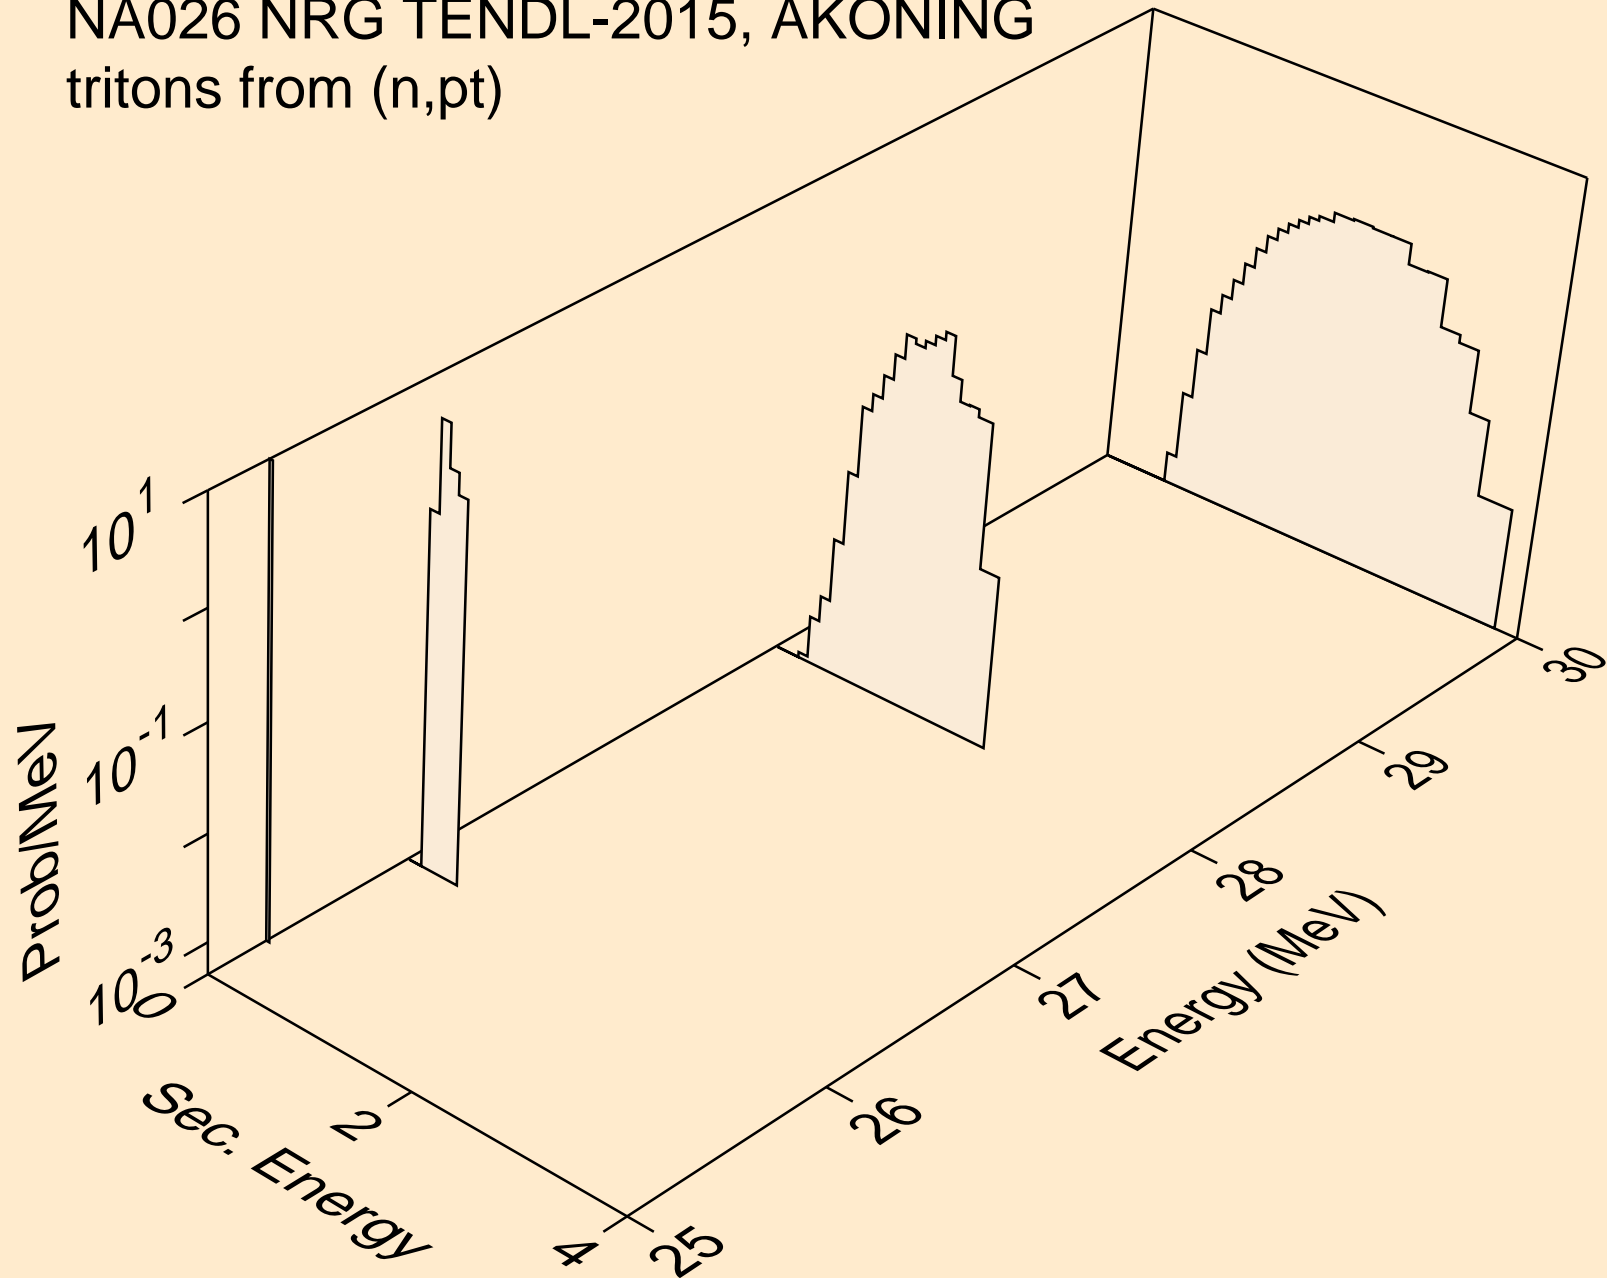 NA026 NRG TENDL-2015, AKONING
tritons from (n,pt)
10^1
10^-1
10^-3
Prob/MeV
0
2
4
Sec. Energy
25
26
27
28
29
30
Energy (MeV)